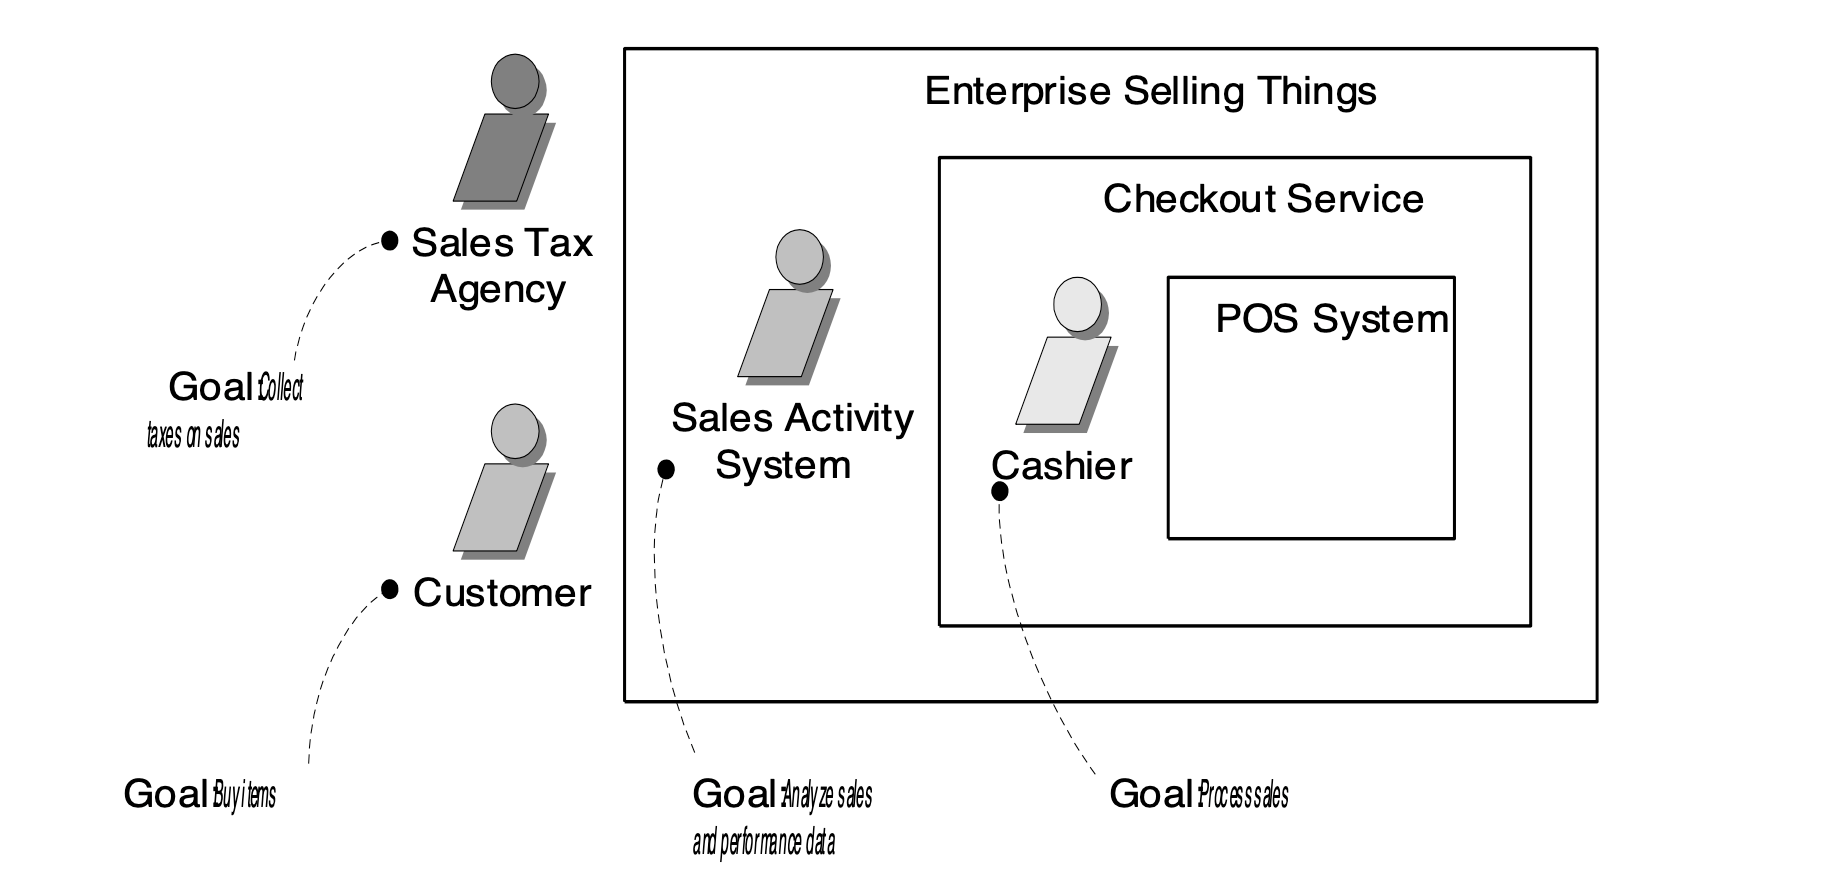 Enterprise Selling Things
Checkout Service
POS System
Sales Tax
Agency
Goal: Collect
taxes on sales
Customer
Goal: Buy items
Sales Activity
System
Goal: Analyze sales
and performance data
Cashier
Goal: Process sales